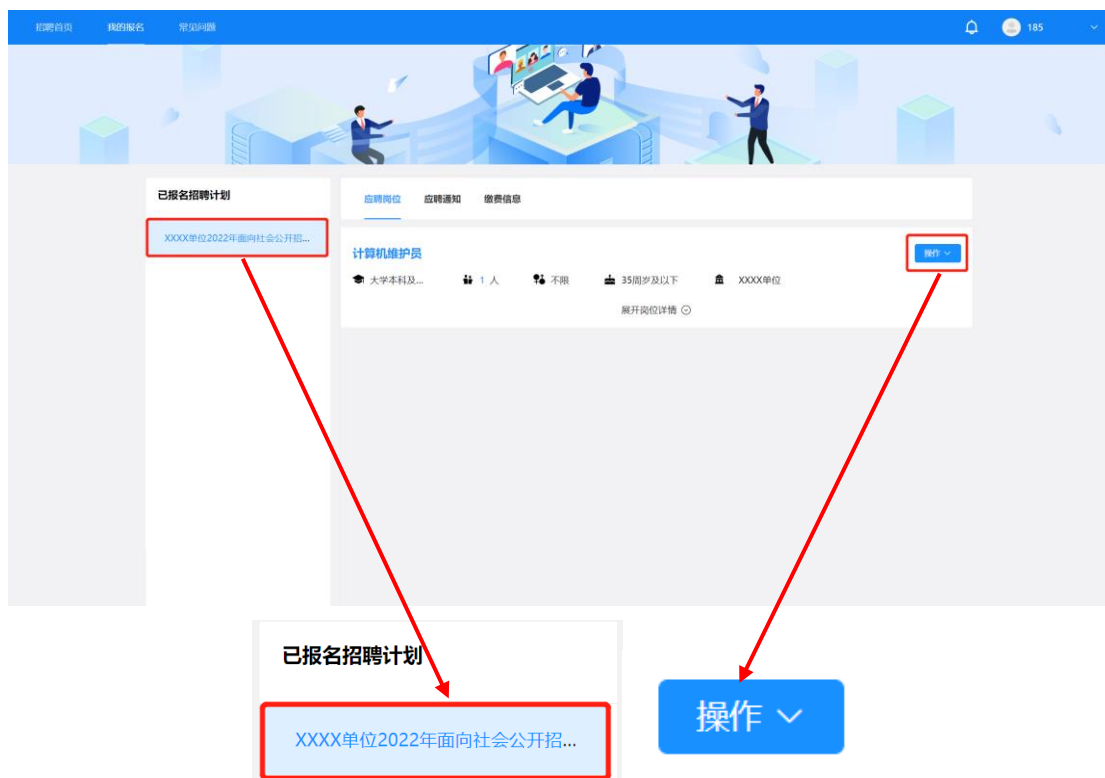 招聘首页 我的报名 常见问题 185
已报名招聘计划
应聘岗位 应聘通知 缴费信息
XXXX单位2022年面向社会公开招...
计算机维护员
操作
大学本科及... 1 人 不限 35周岁及以下 XXXX单位
展开岗位详情
已报名招聘计划
XXXX单位2022年面向社会公开招...
操作